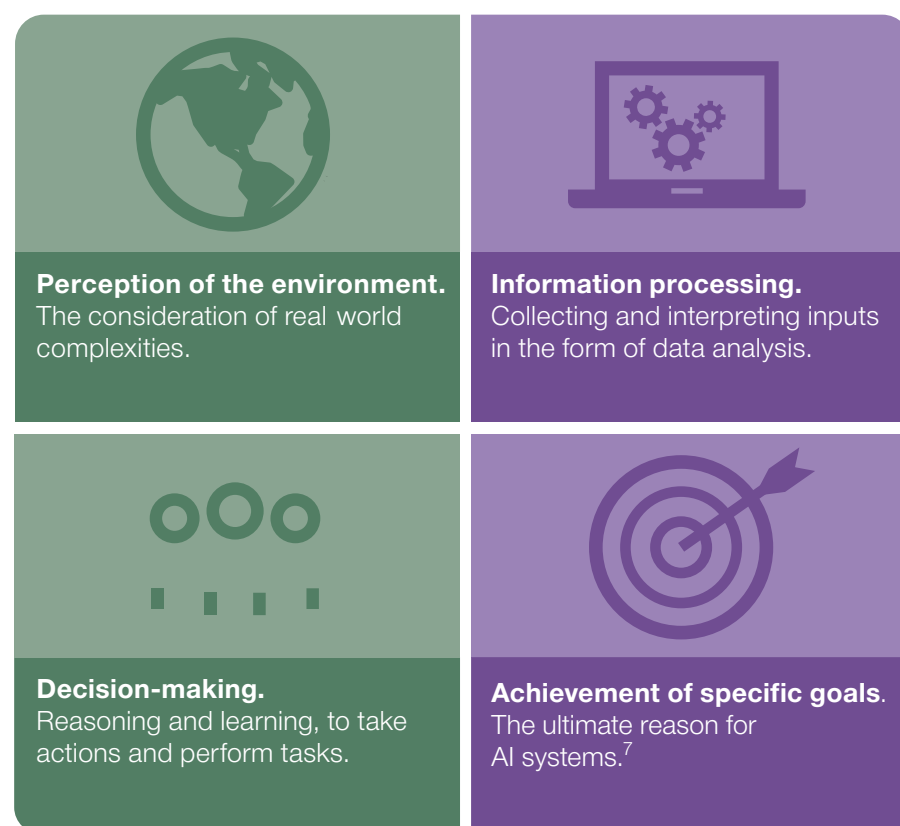 Perception of the environment.
The consideration of real world
complexities.
Information processing.
Collecting and interpreting inputs
in the form of data analysis.
Decision-making.
Reasoning and learning, to take
actions and perform tasks.
Achievement of specific goals.
The ultimate reason for
AI systems.7